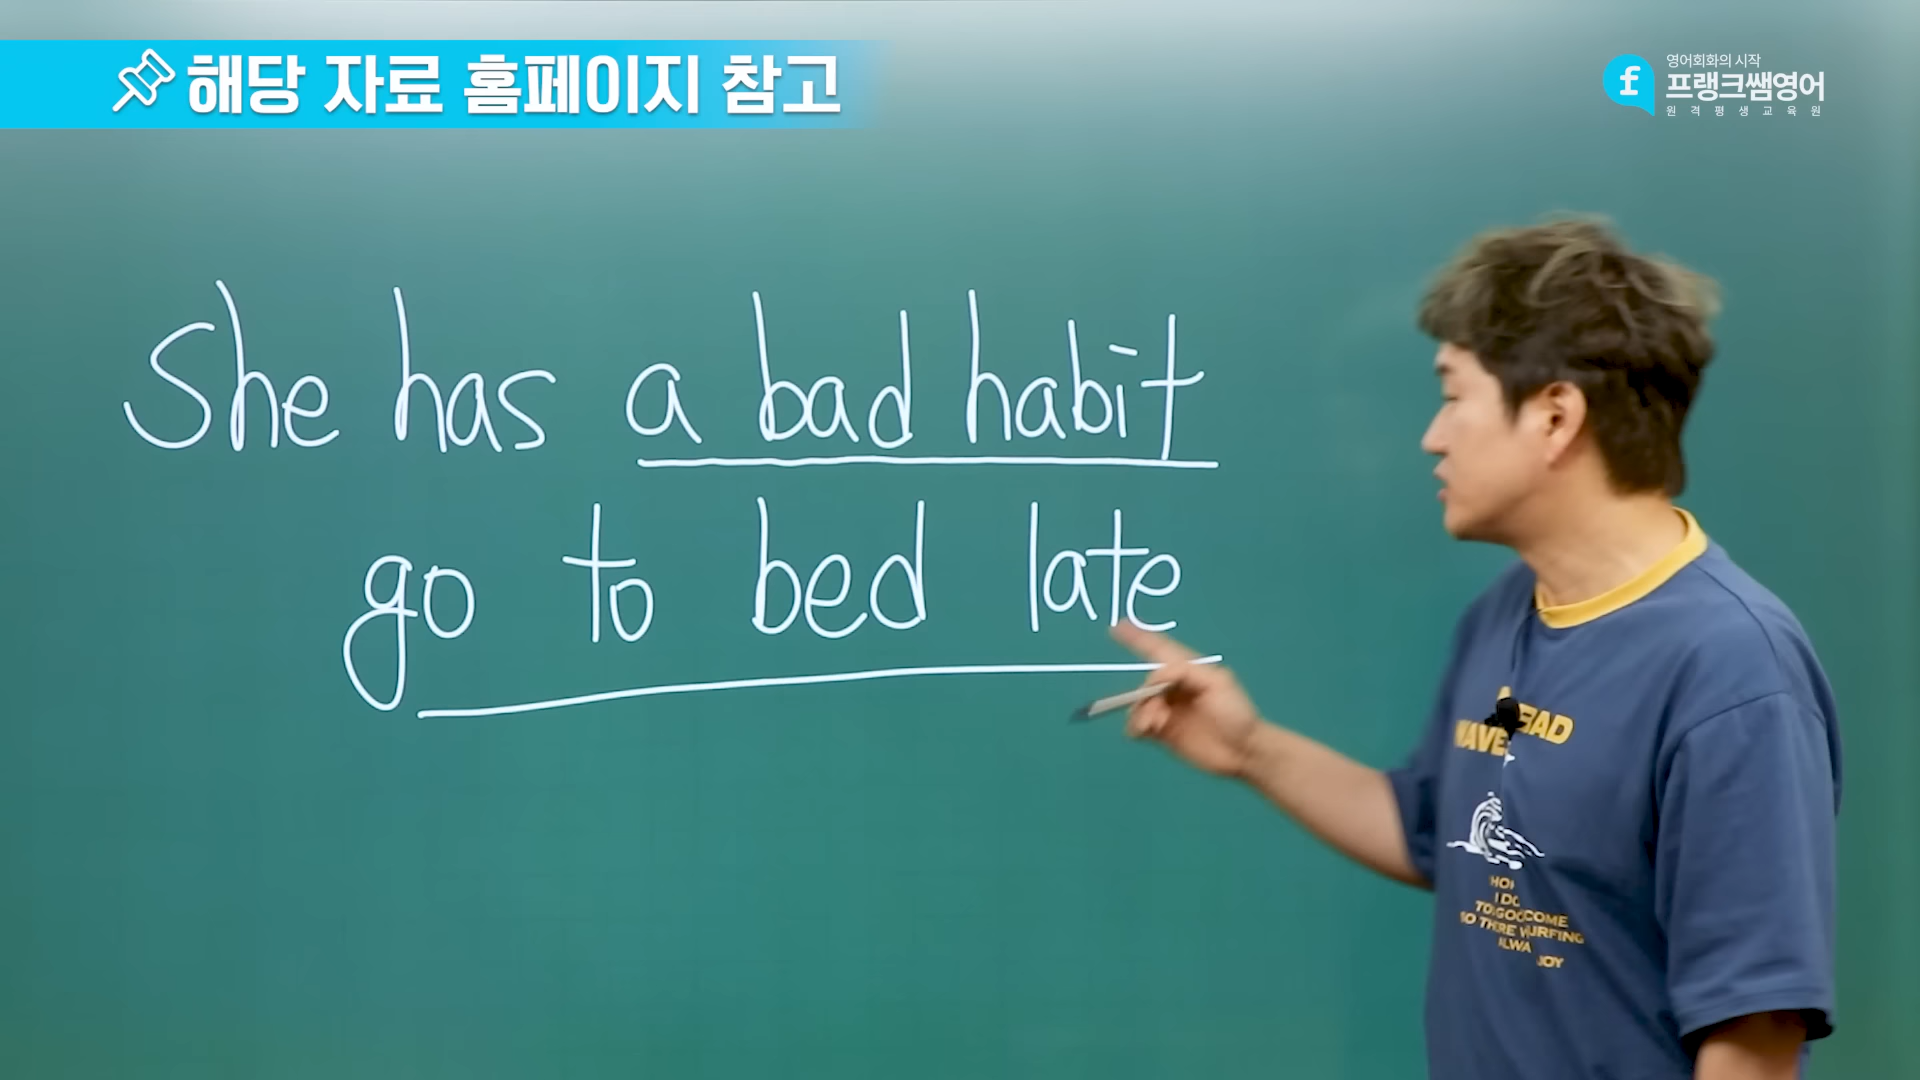 해당 자료 홈페이지 참고
영어회화의 시작
프랭크쌤영어
원격평생교육원
She has a bad habit
go to bed late
WAVE
JOY